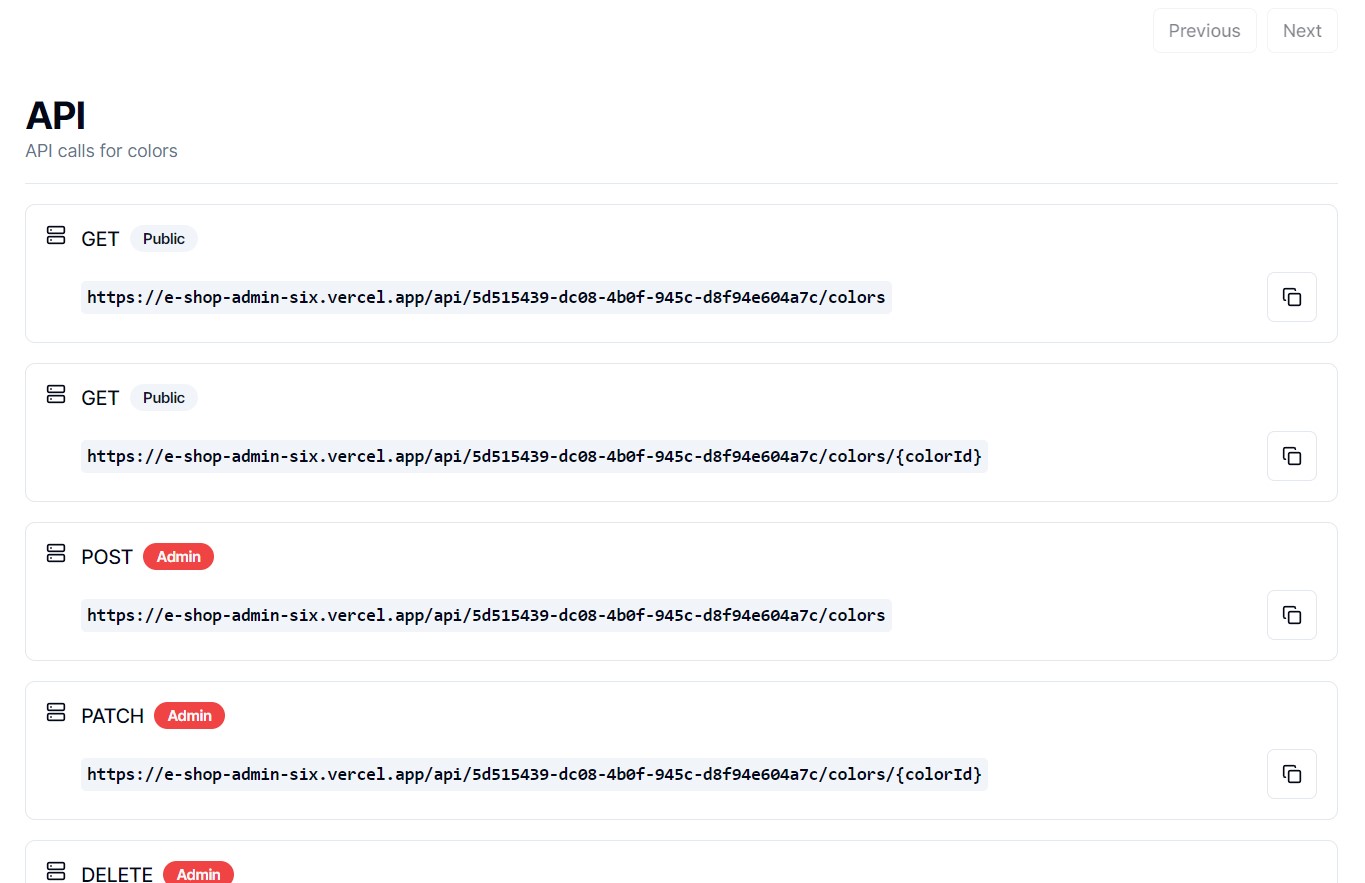 Previous Next
API
API calls for colors
GET Public
https://e-shop-admin-six.vercel.app/api/5d515439-dc08-4b0f-945c-d8f94e604a7c/colors
GET Public
https://e-shop-admin-six.vercel.app/api/5d515439-dc08-4b0f-945c-d8f94e604a7c/colors/{colorId}
POST Admin
https://e-shop-admin-six.vercel.app/api/5d515439-dc08-4b0f-945c-d8f94e604a7c/colors
PATCH Admin
https://e-shop-admin-six.vercel.app/api/5d515439-dc08-4b0f-945c-d8f94e604a7c/colors/{colorId}
DELETE Admin